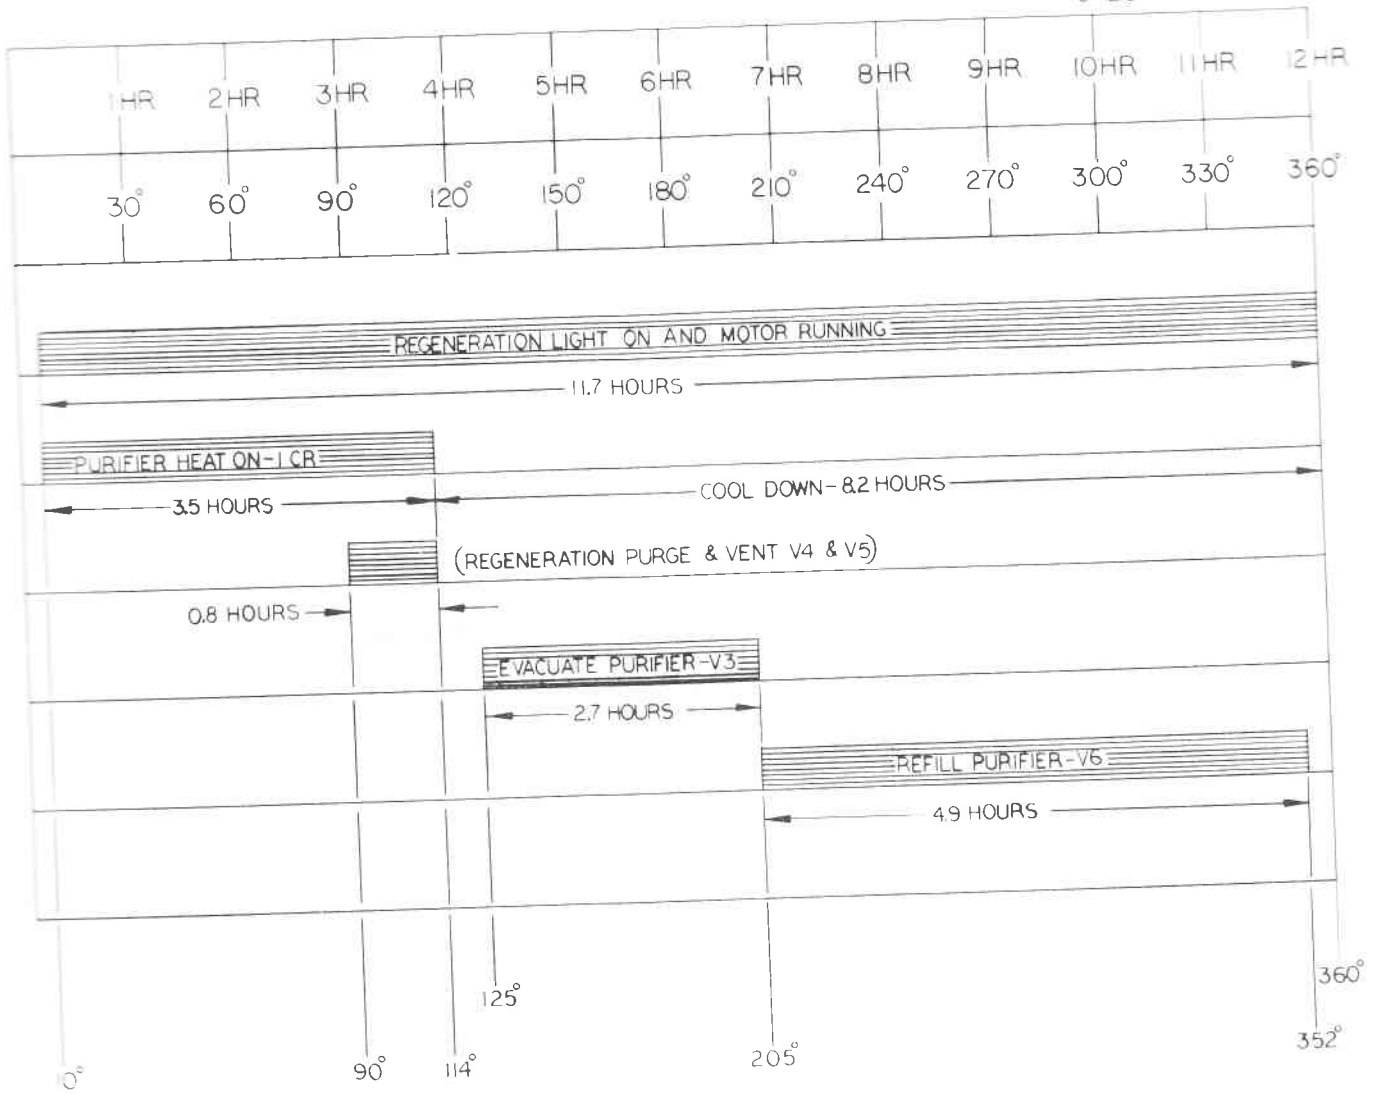 1HR 2HR 3HR 4HR 5HR 6HR 7HR 8HR 9HR 10HR 11HR 12HR
30° 60° 90° 120° 150° 180° 210° 240° 270° 300° 330° 360°
REGENERATION LIGHT ON AND MOTOR RUNNING
11.7 HOURS
PURIFIER HEAT ON-1 CR
3.5 HOURS
COOL DOWN-8.2 HOURS
(REGENERATION PURGE & VENT V4 & V5)
0.8 HOURS
EVACUATE PURIFIER-V3
2.7 HOURS
REFILL PURIFIER-V6
4.9 HOURS
360°
125°
352°
205°
90° 114°
10°